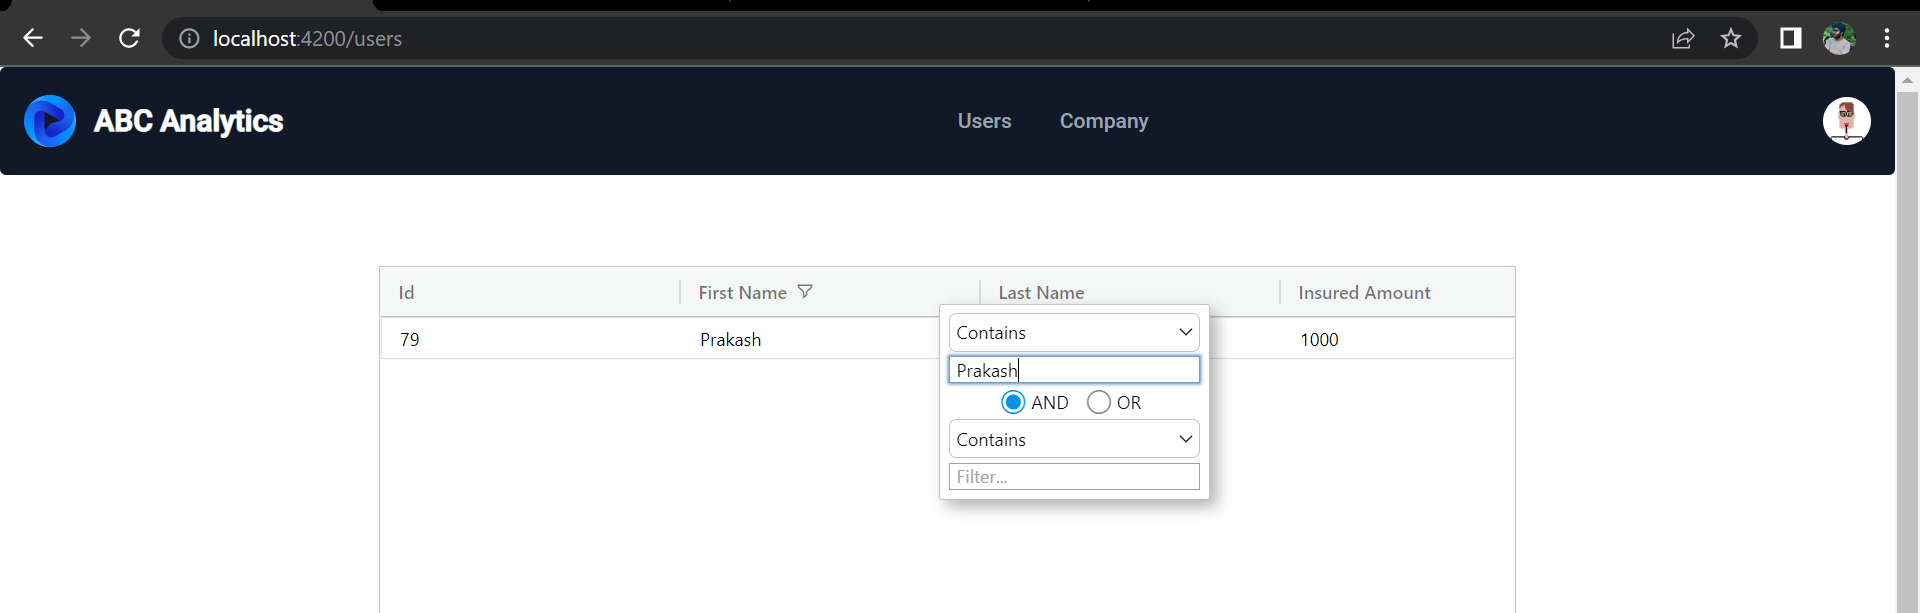 localhost:4200/users
ABC Analytics
Users Company
Id First Name Last Name Insured Amount
79 Prakash 1000
Contains
Prakash
AND OR
Contains
Filter...